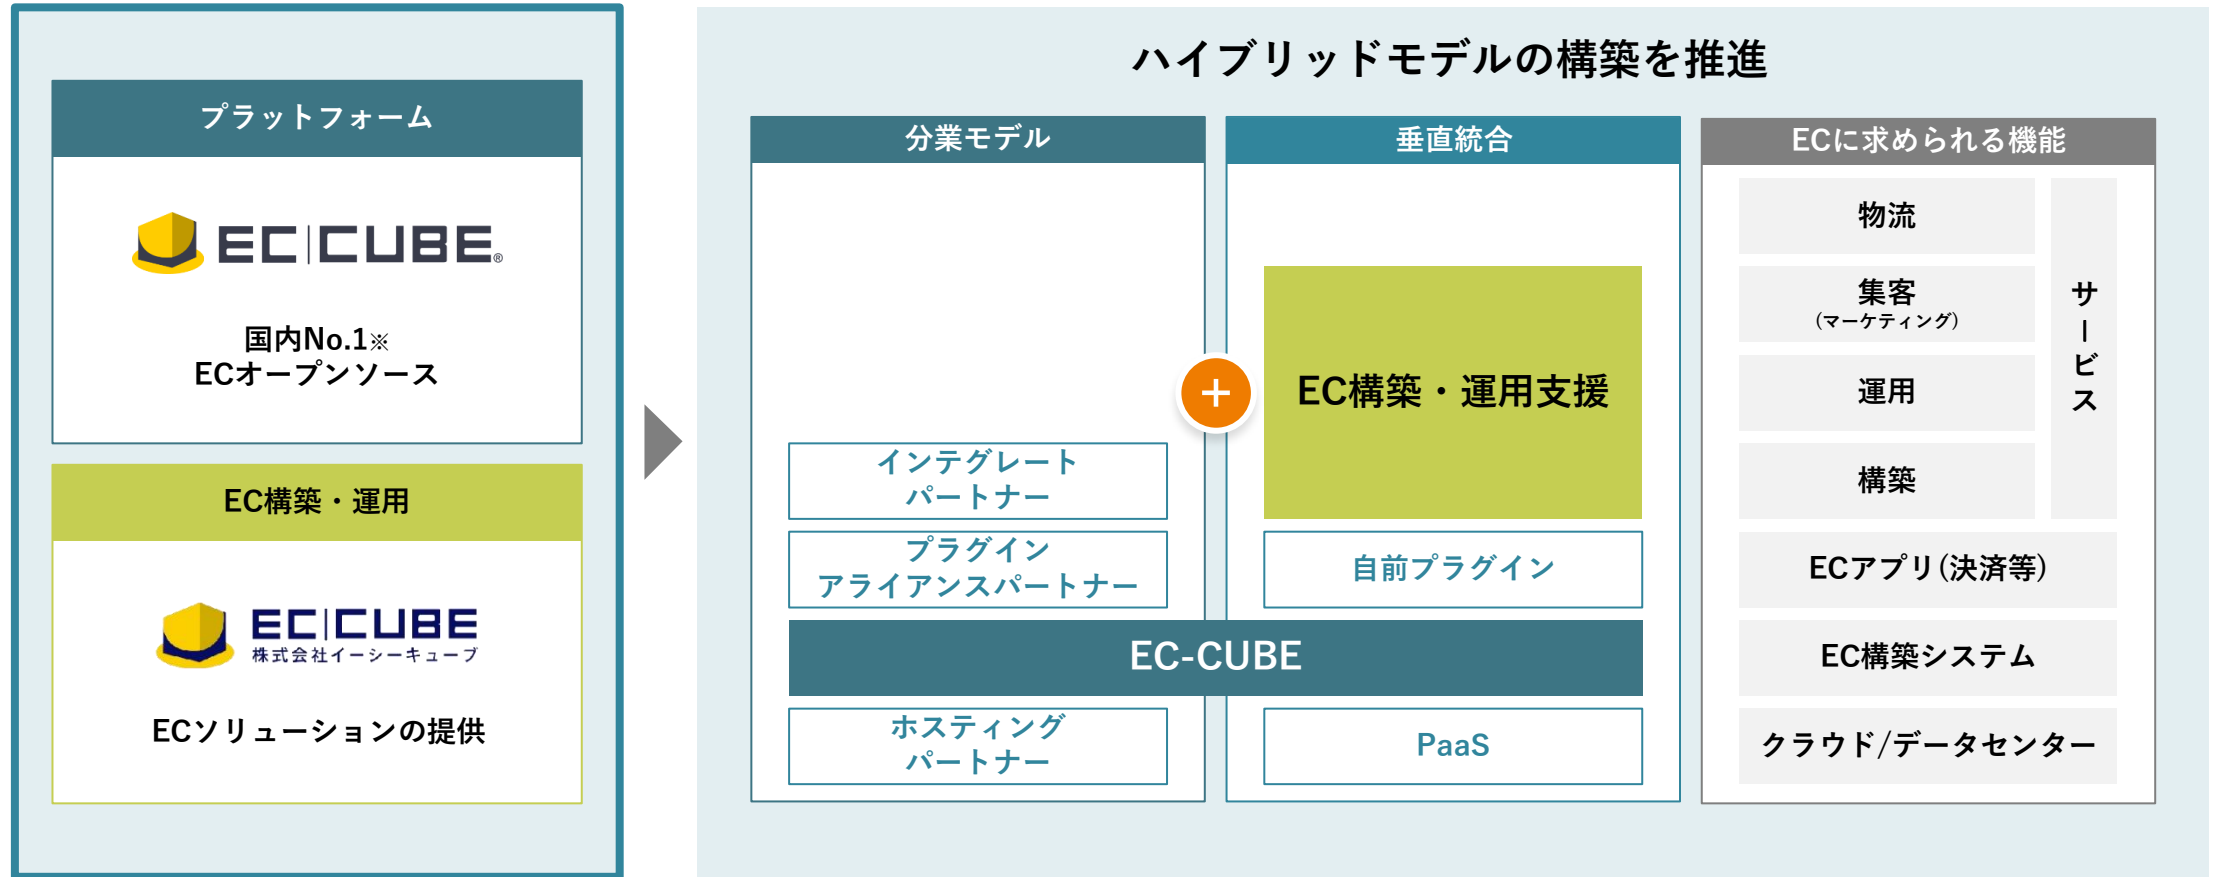 プラットフォーム
EC CUBE®
国内No.1※
ECオープンソース
EC構築・運用
EC CUBE
株式会社イーシーキューブ
ECソリューションの提供
ハイブリッドモデルの構築を推進
分業モデル
インテグレート
パートナー
プラグイン
アライアンスパートナー
ホスティング
パートナー
+
垂直統合
EC構築・運用支援
自前プラグイン
EC-CUBE
PaaS
ECに求められる機能
物流
集客
(マーケティング)
運用
構築
サービス
ECアプリ(決済等)
EC構築システム
クラウド/データセンター